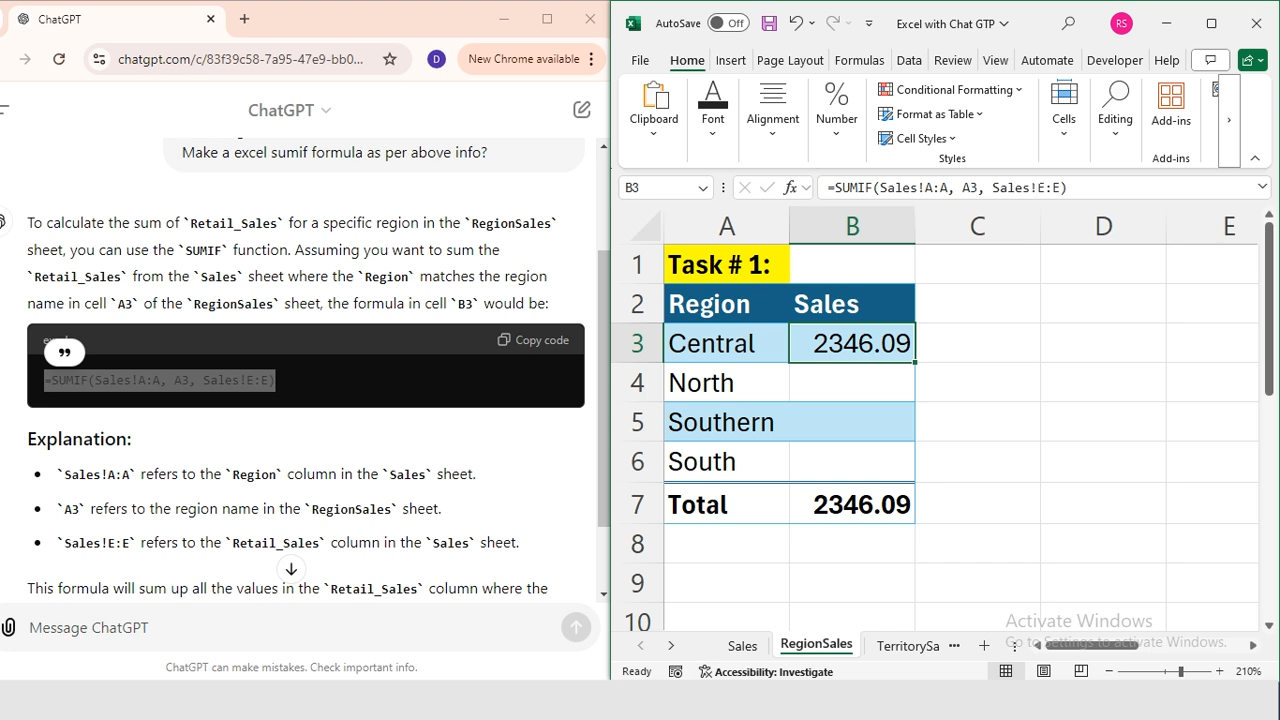 ChatGPT
chatgpt.com/c/83f39c58-7a95-47e9-bb0...
D
New Chrome available
ChatGPT
Make a excel sumif formula as per above info?
To calculate the sum of `Retail_Sales` for a specific region in the `RegionSales`
sheet, you can use the `SUMIF` function. Assuming you want to sum the
`Retail_Sales` from the `Sales` sheet where the `Region` matches the region
name in cell `A3` of the `RegionSales` sheet, the formula in cell `B3` would be:
Copy code
=SUMIF(Sales!A:A, A3, Sales!E:E)
Explanation:
`Sales!A:A` refers to the `Region` column in the `Sales` sheet.
`A3` refers to the region name in the `RegionSales` sheet.
`Sales!E:E` refers to the `Retail_Sales` column in the `Sales` sheet.
This formula will sum up all the values in the `Retail_Sales` column where the
Message ChatGPT
ChatGPT can make mistakes. Check important info.
AutoSave Off Excel with Chat GTP RS
File Home Insert Page Layout Formulas Data Review View Automate Developer Help
Clipboard
Font
Alignment
Number
Conditional Formatting
Format as Table
Cell Styles
Styles
Cells
Editing
Add-ins
Add-ins
B3 fx =SUMIF(Sales!A:A, A3, Sales!E:E)
A B C D E
1 Task # 1:
2 Region Sales
3 Central 2346.09
4 North
5 Southern
6 South
7 Total 2346.09
8
9
10
Activate Windows
Go to Settings to activate Windows.
Sales RegionSales TerritorySa ...
Ready Accessibility: Investigate 210%